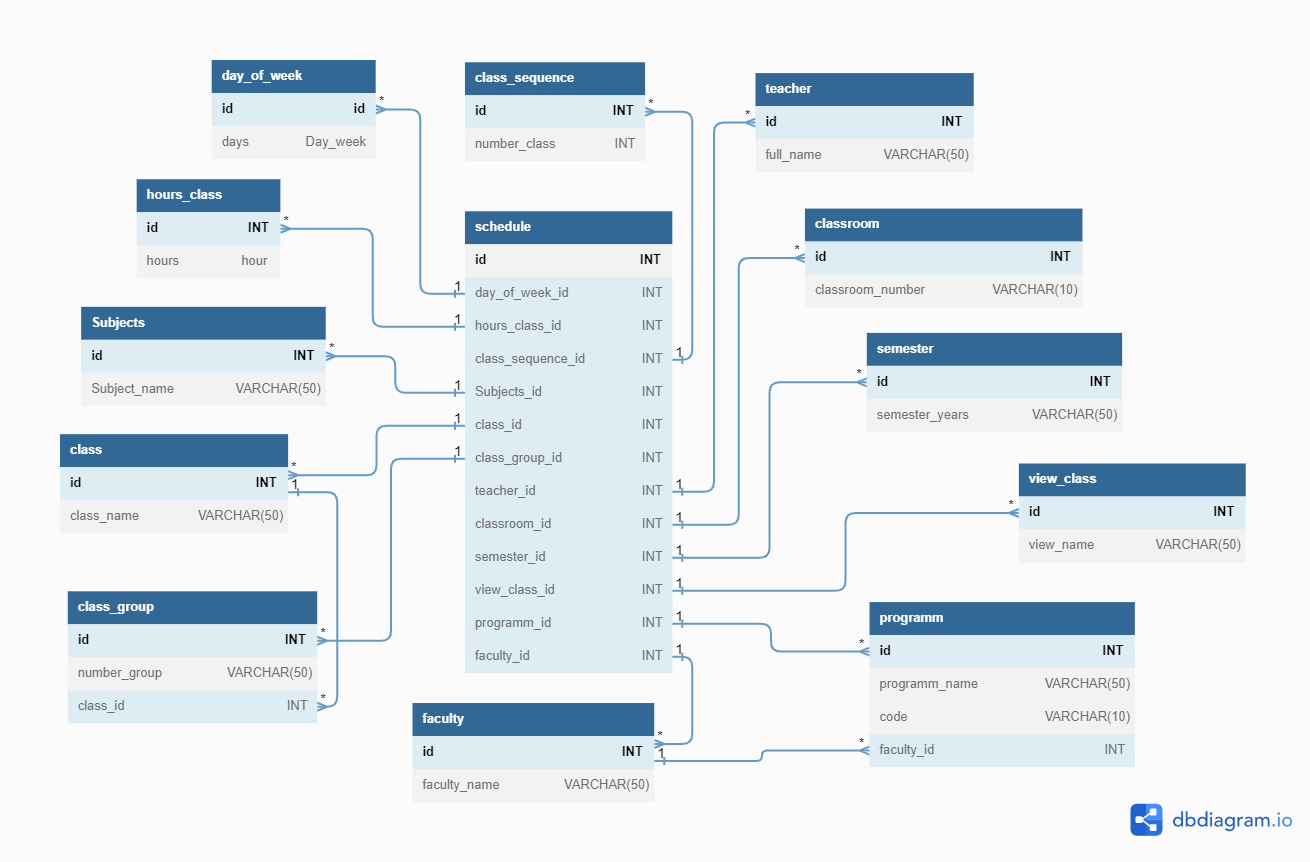 day_of_week
id id
days Day_week
class_sequence
id INT
number_class INT
teacher
id INT
full_name VARCHAR(50)
hours_class
id INT
hours hour
schedule
id INT
day_of_week_id INT
hours_class_id INT
class_sequence_id INT
Subjects_id INT
class_id INT
class_group_id INT
teacher_id INT
classroom_id INT
semester_id INT
view_class_id INT
programm_id INT
faculty_id INT
classroom
id INT
classroom_number VARCHAR(10)
Subjects
id INT
Subject_name VARCHAR(50)
semester
id INT
semester_years VARCHAR(50)
class
id INT
class_name VARCHAR(50)
view_class
id INT
view_name VARCHAR(50)
class_group
id INT
number_group VARCHAR(50)
class_id INT
programm
id INT
programm_name VARCHAR(50)
code VARCHAR(10)
faculty_id INT
faculty
id INT
faculty_name VARCHAR(50)
* 1
* 1
* 1
* 1
* 1
* 1
* 1
* 1
* 1
* 1
* 1
* 1
1 *
1 *
dbdiagram.io